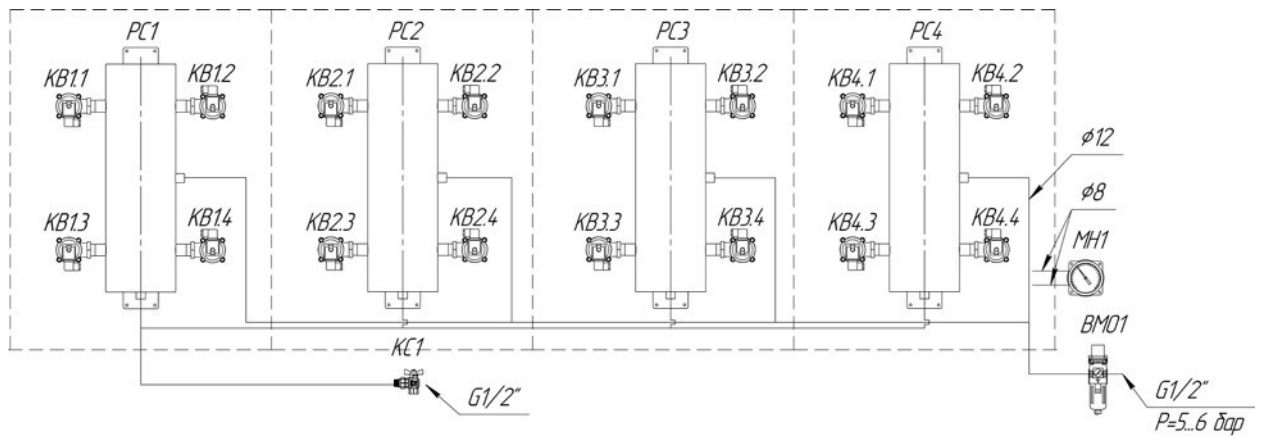 РС1 РС2 РС3 РС4
КВ1.1 КВ1.2 КВ2.1 КВ2.2 КВ3.1 КВ3.2 КВ4.1 КВ4.2
⌀12
⌀8
КВ1.3 КВ1.4 КВ2.3 КВ2.4 КВ3.3 КВ3.4 КВ4.3 КВ4.4 МН1
ВМО1
КС1
G1/2"
G1/2"
P=5...6 бар